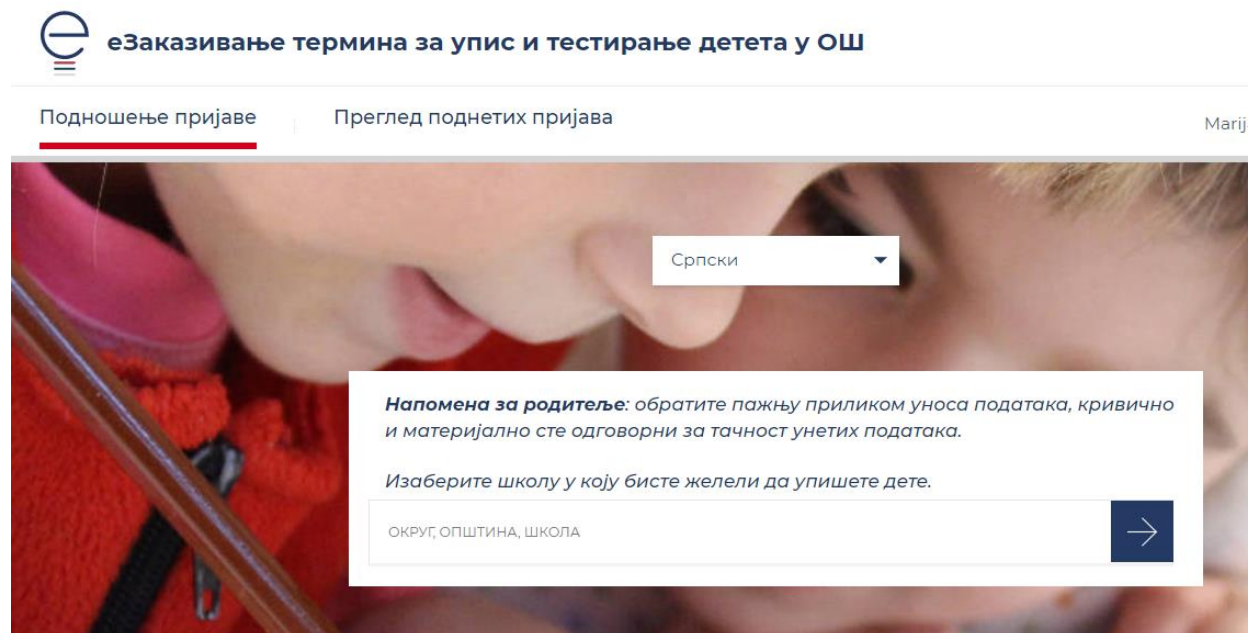 еЗаказивање термина за упис и тестирање детета у ОШ
Подношење пријаве
Преглед поднетих пријава
Marij
Српски
Напомена за родитеље: обратите пажњу приликом уноса података, кривично
и материјално сте одговорни за тачност унетих података.
Изаберите школу у коју бисте желели да упишете дете.
ОКРУГ, ОПШТИНА, ШКОЛА